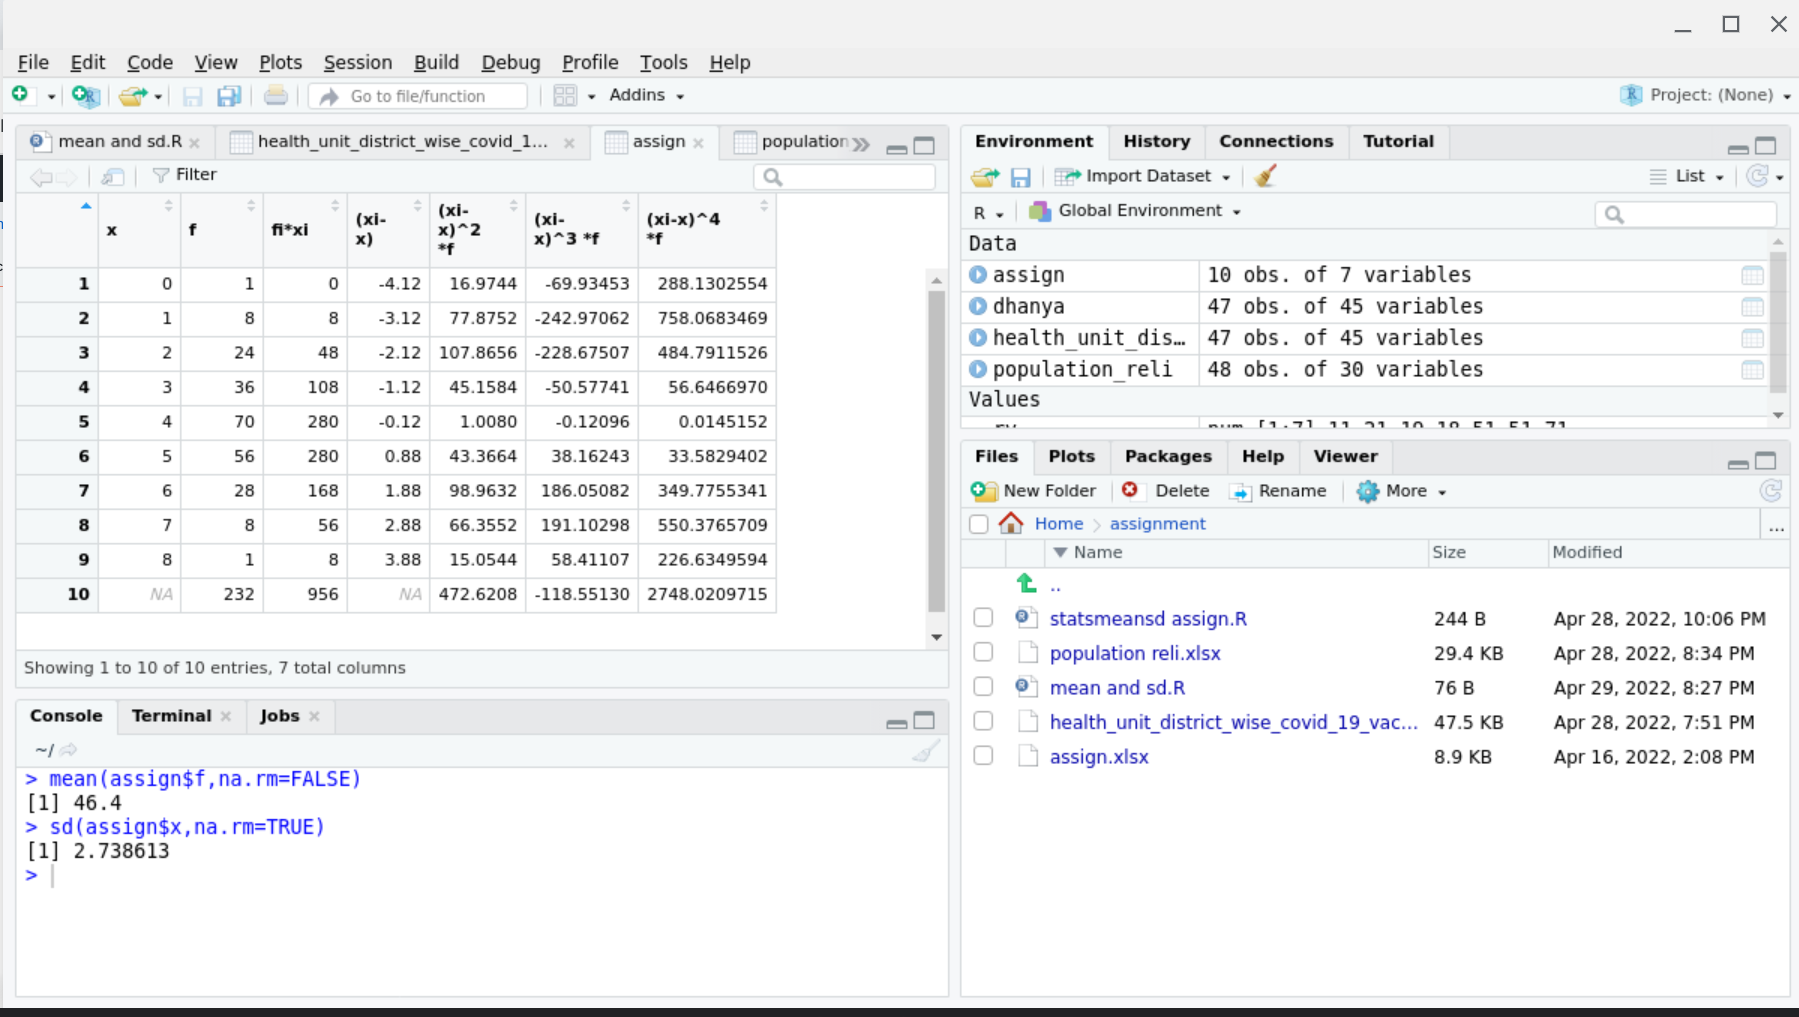 File Edit Code View Plots Session Build Debug Profile Tools Help
Go to file/function Addins Project: (None)
mean and sd.R health_unit_district_wise_covid_1... assign population
Filter
x f fi*xi (xi-x) (xi-x)^2 *f (xi-x)^3 *f (xi-x)^4 *f
1 0 1 0 -4.12 16.9744 -69.93453 288.1302554
2 1 8 8 -3.12 77.8752 -242.97062 758.0683469
3 2 24 48 -2.12 107.8656 -228.67507 484.7911526
4 3 36 108 -1.12 45.1584 -50.57741 56.6466970
5 4 70 280 -0.12 1.0080 -0.12096 0.0145152
6 5 56 280 0.88 43.3664 38.16243 33.5829402
7 6 28 168 1.88 98.9632 186.05082 349.7755341
8 7 8 56 2.88 66.3552 191.10298 550.3765709
9 8 1 8 3.88 15.0544 58.41107 226.6349594
10 NA 232 956 NA 472.6208 -118.55130 2748.0209715
Showing 1 to 10 of 10 entries, 7 total columns
Console Terminal Jobs
~/
> mean(assign$f,na.rm=FALSE)
[1] 46.4
> sd(assign$x,na.rm=TRUE)
[1] 2.738613
>
Environment History Connections Tutorial
Import Dataset List
R Global Environment
Data
assign 10 obs. of 7 variables
dhanya 47 obs. of 45 variables
health_unit_dis… 47 obs. of 45 variables
population_reli 48 obs. of 30 variables
Values
Files Plots Packages Help Viewer
New Folder Delete Rename More
Home assignment ...
Name Size Modified
..
statsmeansd assign.R 244 B Apr 28, 2022, 10:06 PM
population reli.xlsx 29.4 KB Apr 28, 2022, 8:34 PM
mean and sd.R 76 B Apr 29, 2022, 8:27 PM
health_unit_district_wise_covid_19_vac... 47.5 KB Apr 28, 2022, 7:51 PM
assign.xlsx 8.9 KB Apr 16, 2022, 2:08 PM